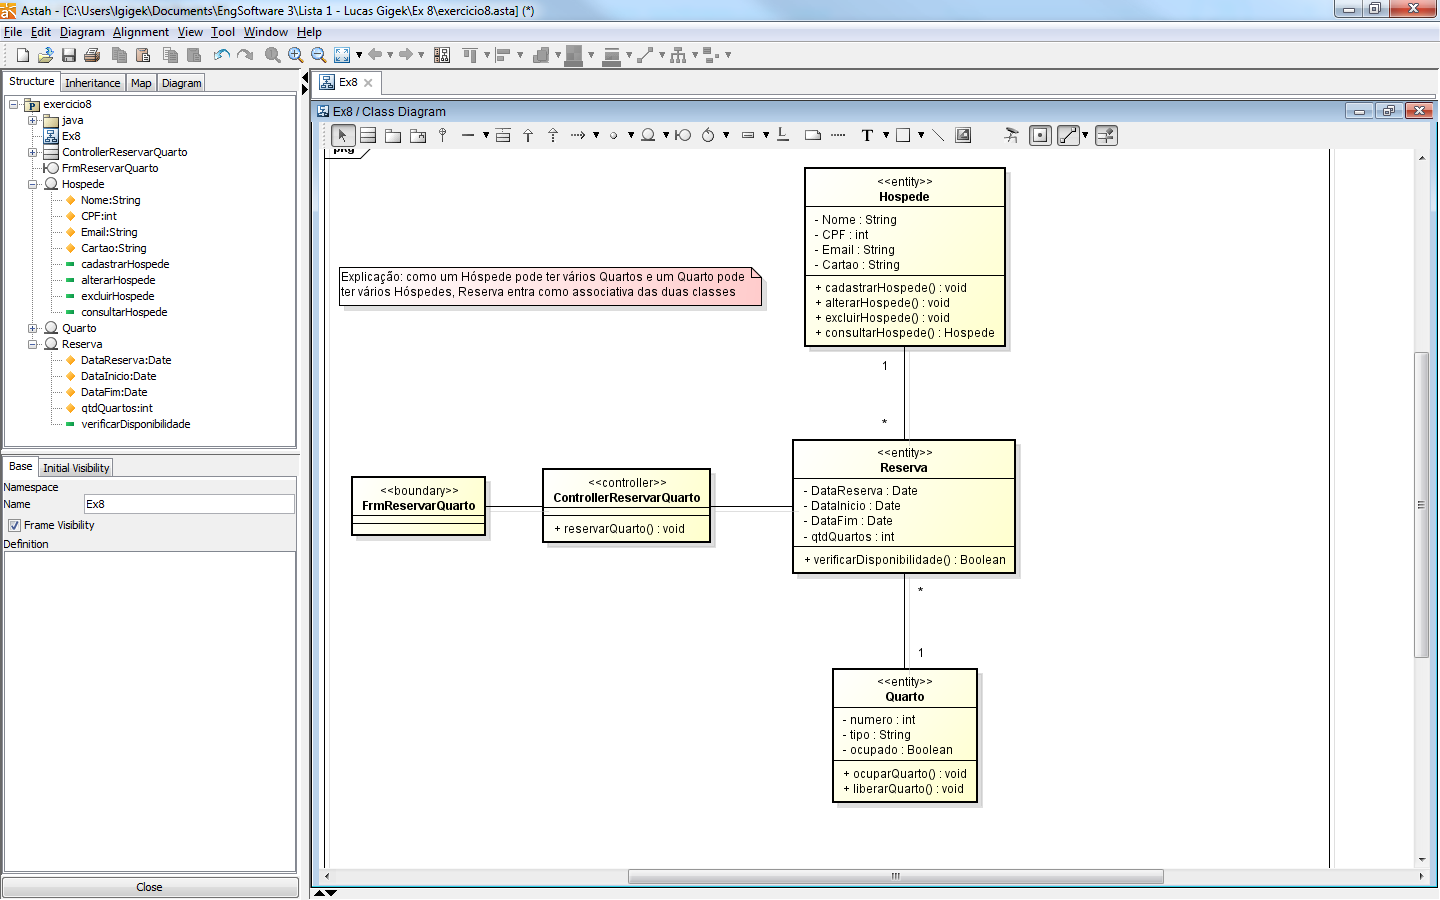 Astah - [C:\Users\lgigek\Documents\EngSoftware 3\Lista 1 - Lucas Gigek\Ex 8\exercicio8.asta] (*)
File Edit Diagram Alignment View Tool Window Help
Structure Inheritance Map Diagram
exercicio8
java
Ex8
ControllerReservarQuarto
FrmReservarQuarto
Hospede
Nome:String
CPF:int
Email:String
Cartao:String
cadastrarHospede
alterarHospede
excluirHospede
consultarHospede
Quarto
Reserva
DataReserva:Date
DataInicio:Date
DataFim:Date
qtdQuartos:int
verificarDisponibilidade
Base Initial Visibility
Namespace
Name Ex8
Frame Visibility
Definition
Close
Ex8
Ex8 / Class Diagram
T
pkg
<<entity>>
Hospede
- Nome : String
- CPF : int
- Email : String
- Cartao : String
+ cadastrarHospede() : void
+ alterarHospede() : void
+ excluirHospede() : void
+ consultarHospede() : Hospede
Explicação: como um Hóspede pode ter vários Quartos e um Quarto pode
ter vários Hóspedes, Reserva entra como associativa das duas classes
1
*
<<boundary>>
FrmReservarQuarto
<<controller>>
ControllerReservarQuarto
+ reservarQuarto() : void
<<entity>>
Reserva
- DataReserva : Date
- DataInicio : Date
- DataFim : Date
- qtdQuartos : int
+ verificarDisponibilidade() : Boolean
*
1
<<entity>>
Quarto
- numero : int
- tipo : String
- ocupado : Boolean
+ ocuparQuarto() : void
+ liberarQuarto() : void